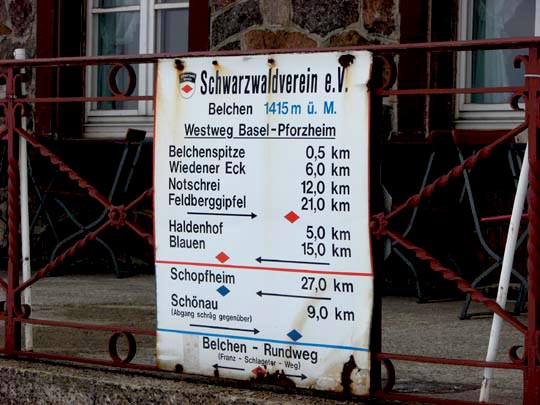 Schwarzwaldverein e.V.
Belchen 1415 m ü. M.
Westweg Basel-Pforzheim
Belchenspitze 0,5 km
Wiedener Eck 6,0 km
Notschrei 12,0 km
Feldberggipfel 21,0 km
Haldenhof 5,0 km
Blauen 15,0 km
Schopfheim 27,0 km
Schönau 9,0 km
(Abgang schräg gegenüber)
Belchen - Rundweg
(Franz - Schlageter - Weg)